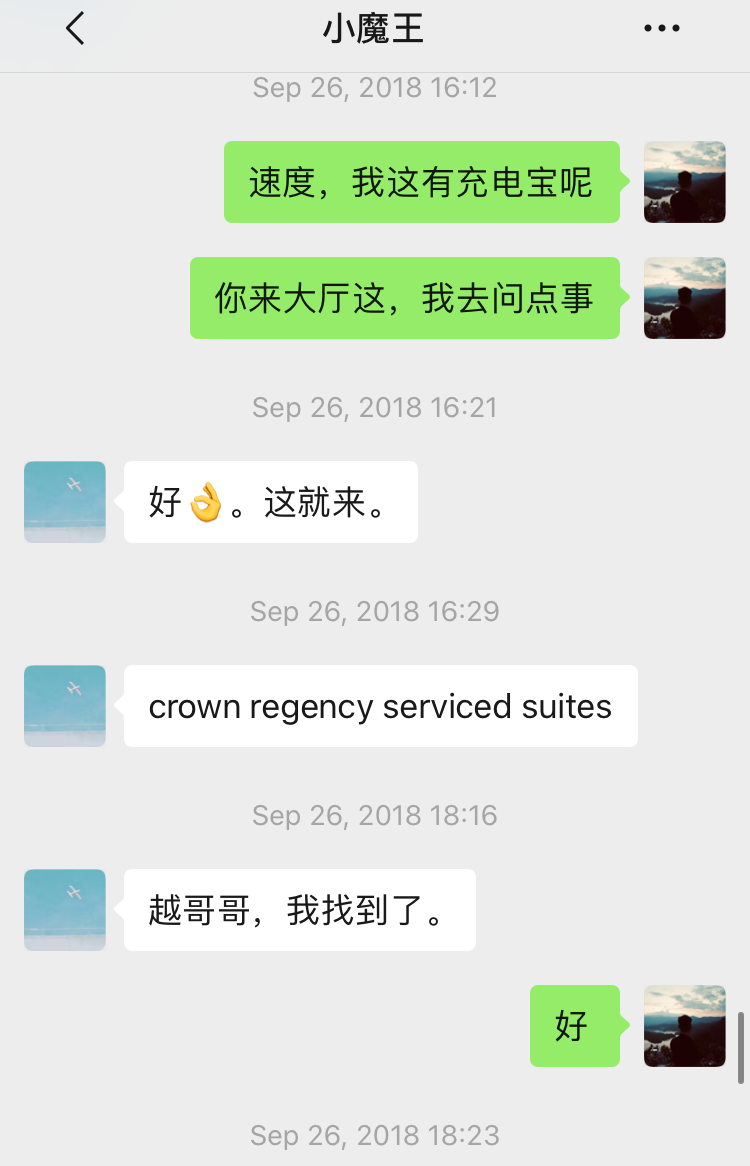 小魔王
Sep 26, 2018 16:12
速度，我这有充电宝呢
你来大厅这，我去问点事
Sep 26, 2018 16:21
好👌。这就来。
Sep 26, 2018 16:29
crown regency serviced suites
Sep 26, 2018 18:16
越哥哥，我找到了。
好
Sep 26, 2018 18:23